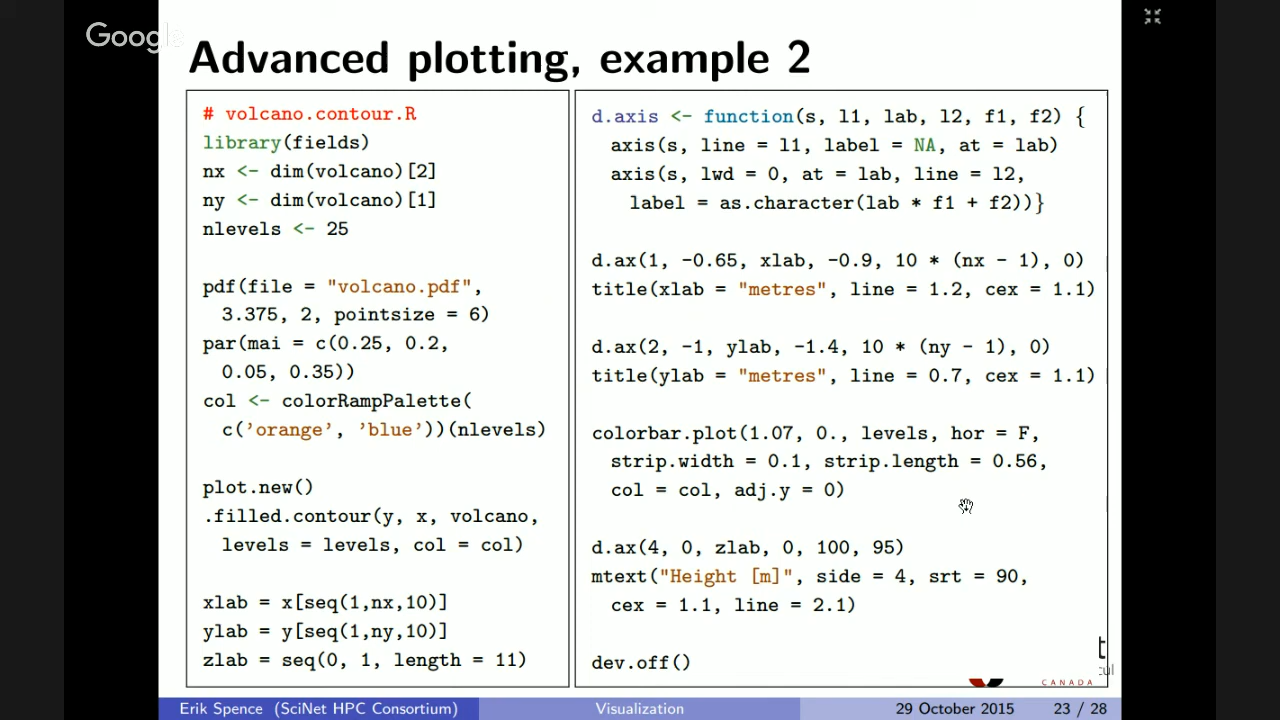 Google
Advanced plotting, example 2
# volcano.contour.R
library(fields)
nx <- dim(volcano)[2]
ny <- dim(volcano)[1]
nlevels <- 25
pdf(file = "volcano.pdf",
3.375, 2, pointsize = 6)
par(mai = c(0.25, 0.2,
0.05, 0.35))
col <- colorRampPalette(
c('orange', 'blue'))(nlevels)
plot.new()
.filled.contour(y, x, volcano,
levels = levels, col = col)
xlab = x[seq(1,nx,10)]
ylab = y[seq(1,ny,10)]
zlab = seq(0, 1, length = 11)
d.axis <- function(s, l1, lab, l2, f1, f2) {
axis(s, line = l1, label = NA, at = lab)
axis(s, lwd = 0, at = lab, line = l2,
label = as.character(lab * f1 + f2))}
d.ax(1, -0.65, xlab, -0.9, 10 * (nx - 1), 0)
title(xlab = "metres", line = 1.2, cex = 1.1)
d.ax(2, -1, ylab, -1.4, 10 * (ny - 1), 0)
title(ylab = "metres", line = 0.7, cex = 1.1)
colorbar.plot(1.07, 0., levels, hor = F,
strip.width = 0.1, strip.length = 0.56,
col = col, adj.y = 0)
d.ax(4, 0, zlab, 0, 100, 95)
mtext("Height [m]", side = 4, srt = 90,
cex = 1.1, line = 2.1)
dev.off()
CANADA
Erik Spence (SciNet HPC Consortium)
Visualization
29 October 2015
23 / 28